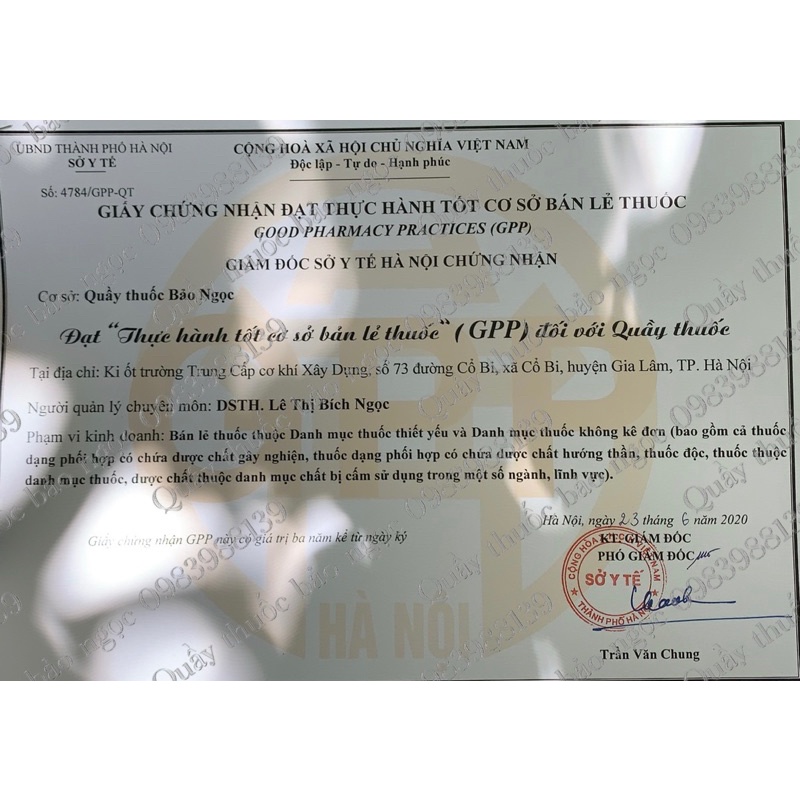 UBND THÀNH PHỐ HÀ NỘI
SỞ Y TẾ
CỘNG HOÀ XÃ HỘI CHỦ NGHĨA VIỆT NAM
Độc lập - Tự do - Hạnh phúc
Số: 4784/GPP-QT
GIẤY CHỨNG NHẬN ĐẠT THỰC HÀNH TỐT CƠ SỞ BÁN LẺ THUỐC
GOOD PHARMACY PRACTICES (GPP)
GIÁM ĐỐC SỞ Y TẾ HÀ NỘI CHỨNG NHẬN
Cơ sở: Quầy thuốc Bảo Ngọc
Đạt "Thực hành tốt cơ sở bán lẻ thuốc" (GPP) đối với Quầy thuốc
Tại địa chỉ: Ki ốt trường Trung Cấp cơ khí Xây Dựng, số 73 đường Cổ Bi, xã Cổ Bi, huyện Gia Lâm, TP. Hà Nội
Người quản lý chuyên môn: DSTH. Lê Thị Bích Ngọc
Phạm vi kinh doanh: Bán lẻ thuốc thuộc Danh mục thuốc thiết yếu và Danh mục thuốc không kê đơn (bao gồm cả thuốc
dạng phối hợp có chứa dược chất gây nghiện, thuốc dạng phối hợp có chứa dược chất hướng thần, thuốc độc, thuốc thuộc
danh mục thuốc, dược chất thuộc danh mục chất bị cấm sử dụng trong một số ngành, lĩnh vực).
Hà Nội, ngày 23 tháng 6 năm 2020
Giấy chứng nhận GPP này có giá trị ba năm kể từ ngày ký
KT. GIÁM ĐỐC
PHÓ GIÁM ĐỐC
SỞ Y TẾ
THÀNH PHỐ HÀ NỘI
Trần Văn Chung
GPP
HÀ NỘI
Quầy thuốc bảo ngọc 0983988139